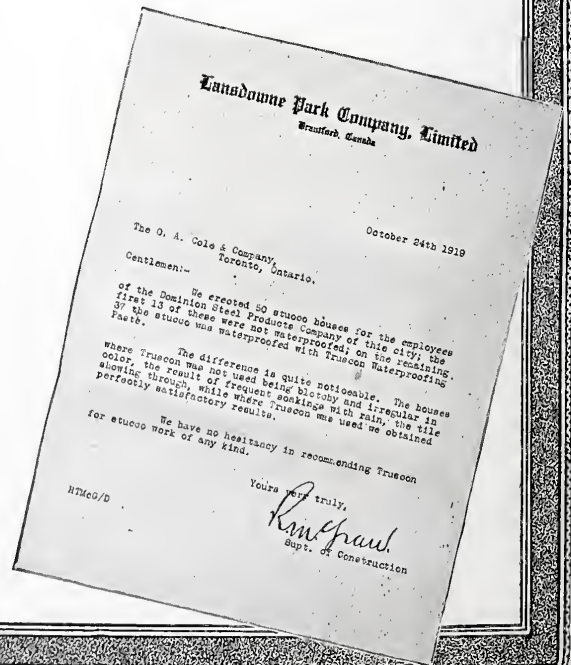 Lansdowne Park Company, Limited
Brantford, Canada
October 24th 1919
The O. A. Cole & Company,
Toronto, Ontario.
Gentlemen:-
We erected 50 stucco houses for the employees
of the Dominion Steel Products Company of this city; the
first 13 of these were not waterproofed; on the remaining
37 the stucco was waterproofed with Truscon Waterproofing
Paste.
The difference is quite noticeable. The houses
where Truscon was not used being blotchy and irregular in
color, the result of frequent soakings with rain, the tile
showing through, while where Truscon was used we obtained
perfectly satisfactory results.
We have no hesitancy in recommending Truscon
for stucco work of any kind.
Yours very truly,
Supt. of Construction
HTMcG/D